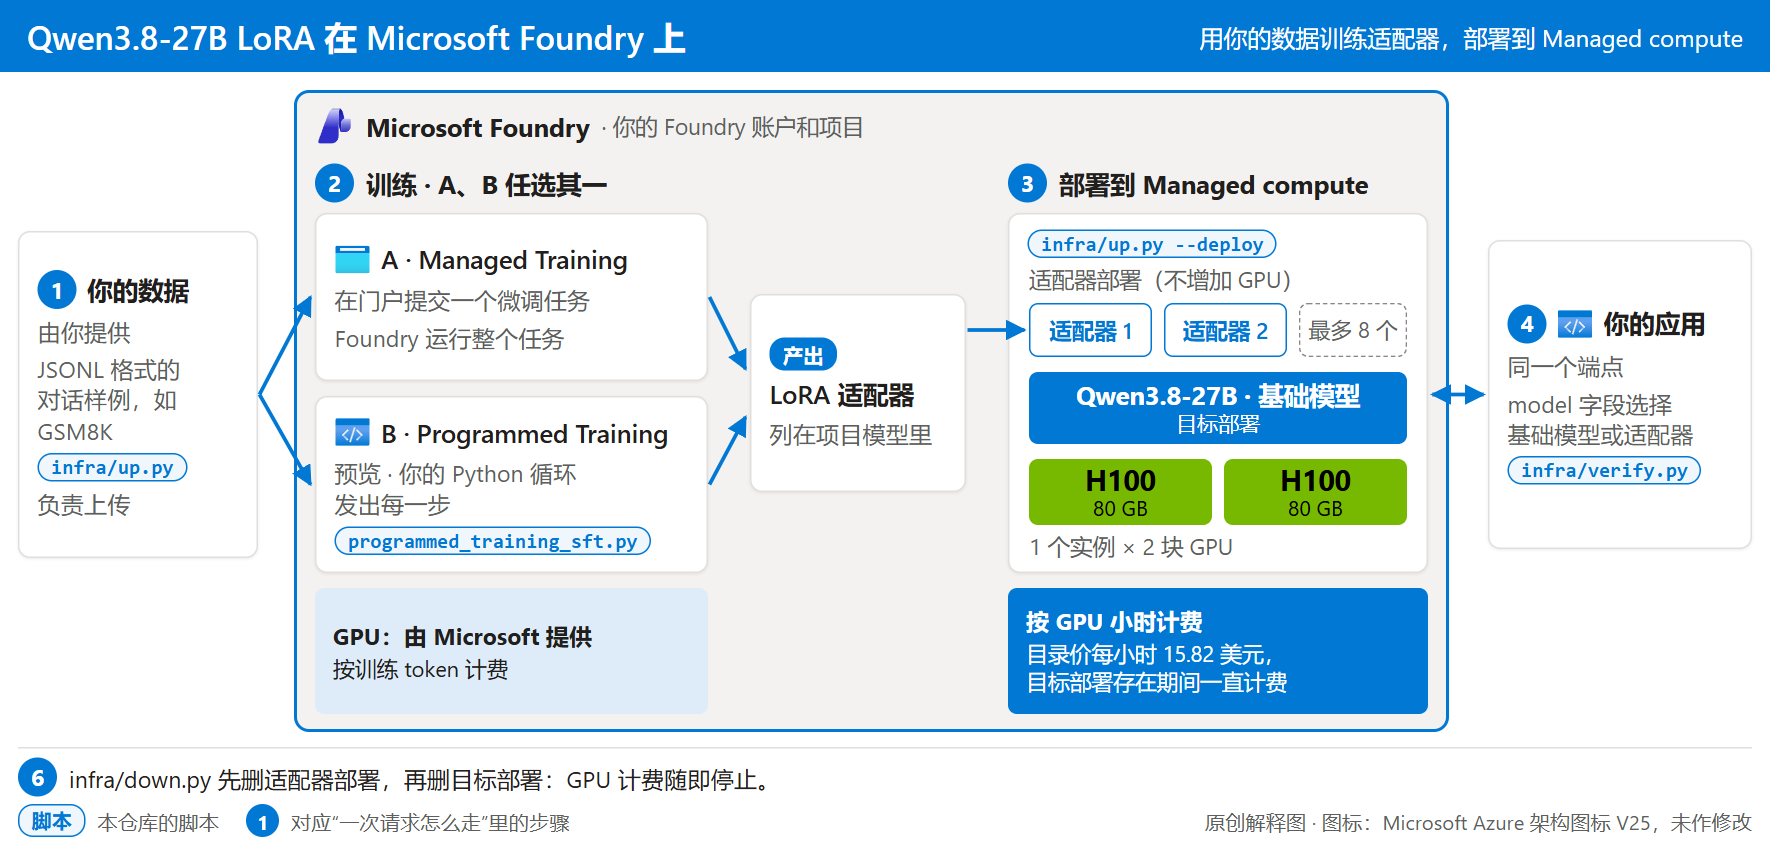 Qwen3.8-27B LoRA 在 Microsoft Foundry 上
用你的数据训练适配器，部署到 Managed compute
Microsoft Foundry · 你的 Foundry 账户和项目
1 你的数据
由你提供
JSONL 格式的
对话样例，如
GSM8K
infra/up.py
负责上传
2 训练 · A、B 任选其一
A · Managed Training
在门户提交一个微调任务
Foundry 运行整个任务
B · Programmed Training
预览 · 你的 Python 循环
发出每一步
programmed_training_sft.py
GPU：由 Microsoft 提供
按训练 token 计费
产出
LoRA 适配器
列在项目模型里
3 部署到 Managed compute
infra/up.py --deploy
适配器部署（不增加 GPU）
适配器 1
适配器 2
最多 8 个
Qwen3.8-27B · 基础模型
目标部署
H100
80 GB
H100
80 GB
1 个实例 × 2 块 GPU
按 GPU 小时计费
目录价每小时 15.82 美元，
目标部署存在期间一直计费
4 你的应用
同一个端点
model 字段选择
基础模型或适配器
infra/verify.py
6 infra/down.py 先删适配器部署，再删目标部署：GPU 计费随即停止。
脚本 本仓库的脚本
1 对应“一次请求怎么走”里的步骤
原创解释图 · 图标：Microsoft Azure 架构图标 V25，未作修改